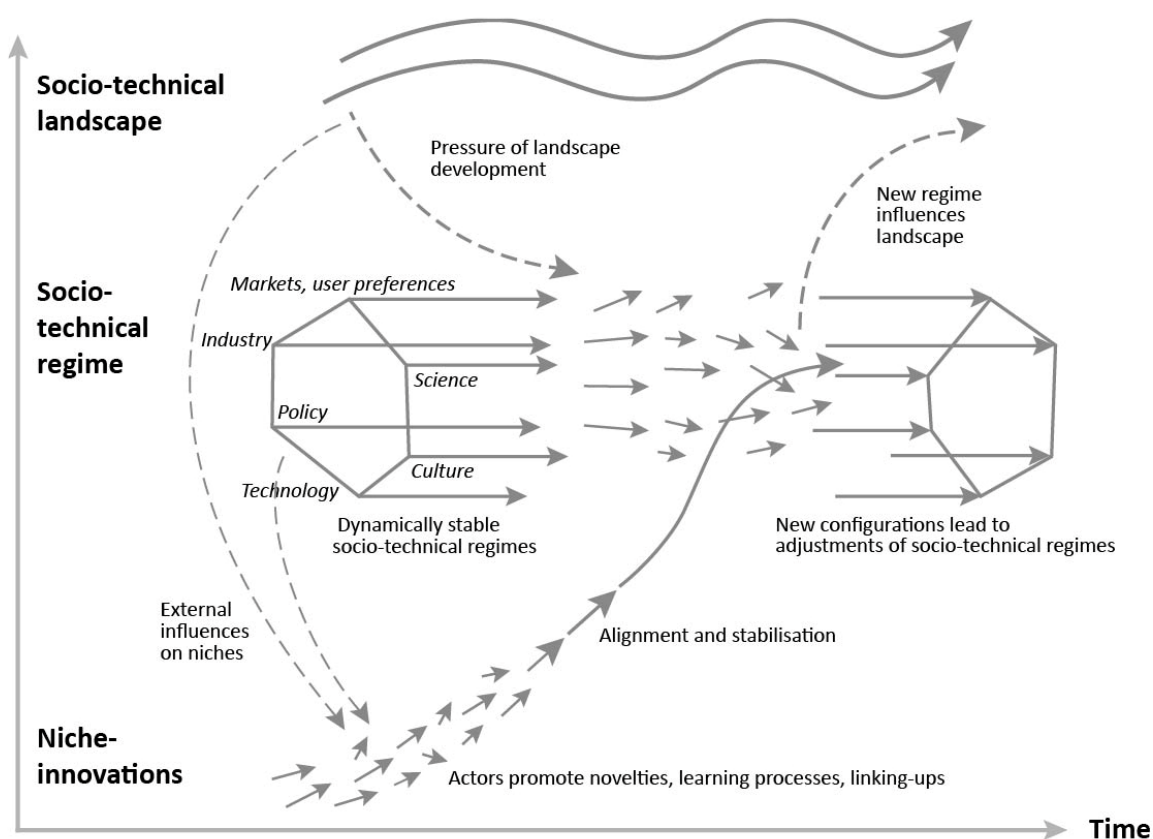 Socio-technical
landscape
Pressure of landscape
development
New regime
influences
landscape
Socio-
technical
regime
Markets, user preferences
Industry
Science
Policy
Culture
Technology
Dynamically stable
socio-technical regimes
New configurations lead to
adjustments of socio-technical regimes
External
influences
on niches
Alignment and stabilisation
Niche-
innovations
Actors promote novelties, learning processes, linking-ups
Time